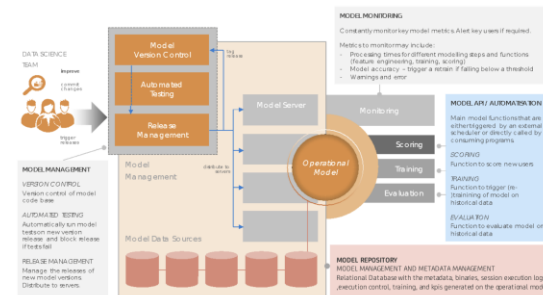 MODEL MONITORING
Constantly monitor key model metrics. Alert key users if required.
Metrics to monitor may include:
- Processing times for different modelling steps and functions
(feature engineering, training, scoring)
- Model accuracy - trigger a retrain if falling below a threshold
- Warnings and error
DATA SCIENCE
TEAM
Improve
commit
changes
trigger
release
Model
Version Control
Automated
Testing
Release
Management
tag
release
distribute to
servers
Model Server
Model
Management
Model Data Sources
Operational
Model
Monitoring
Scoring
Training
Evaluation
MODEL MANAGEMENT
VERSION CONTROL
Version control of model
code base
AUTOMATED TESTING
Automatically un model
tests on new version
release and block release
if tests fail
RELEASE MANAGEMENT
Manage the releases of
new model versions.
Distribute to servers.
MODEL API / AUTOMATISATION
Main model functions that are
either triggered by an external
scheduler or directly called by
consuming programs
SCORING
Function to score new users
TRAINING
Function to trigger (re-
)trainining of model on
historical data
EVALUATION
Function to evaluate model on
historical data
MODEL REPOSITORY
MODEL MANAGEMENT AND METADATA MANAGEMENT
Relational Database with the metadata, binaries, session execution log
,execution control, training, and kpis generated on the operational mod